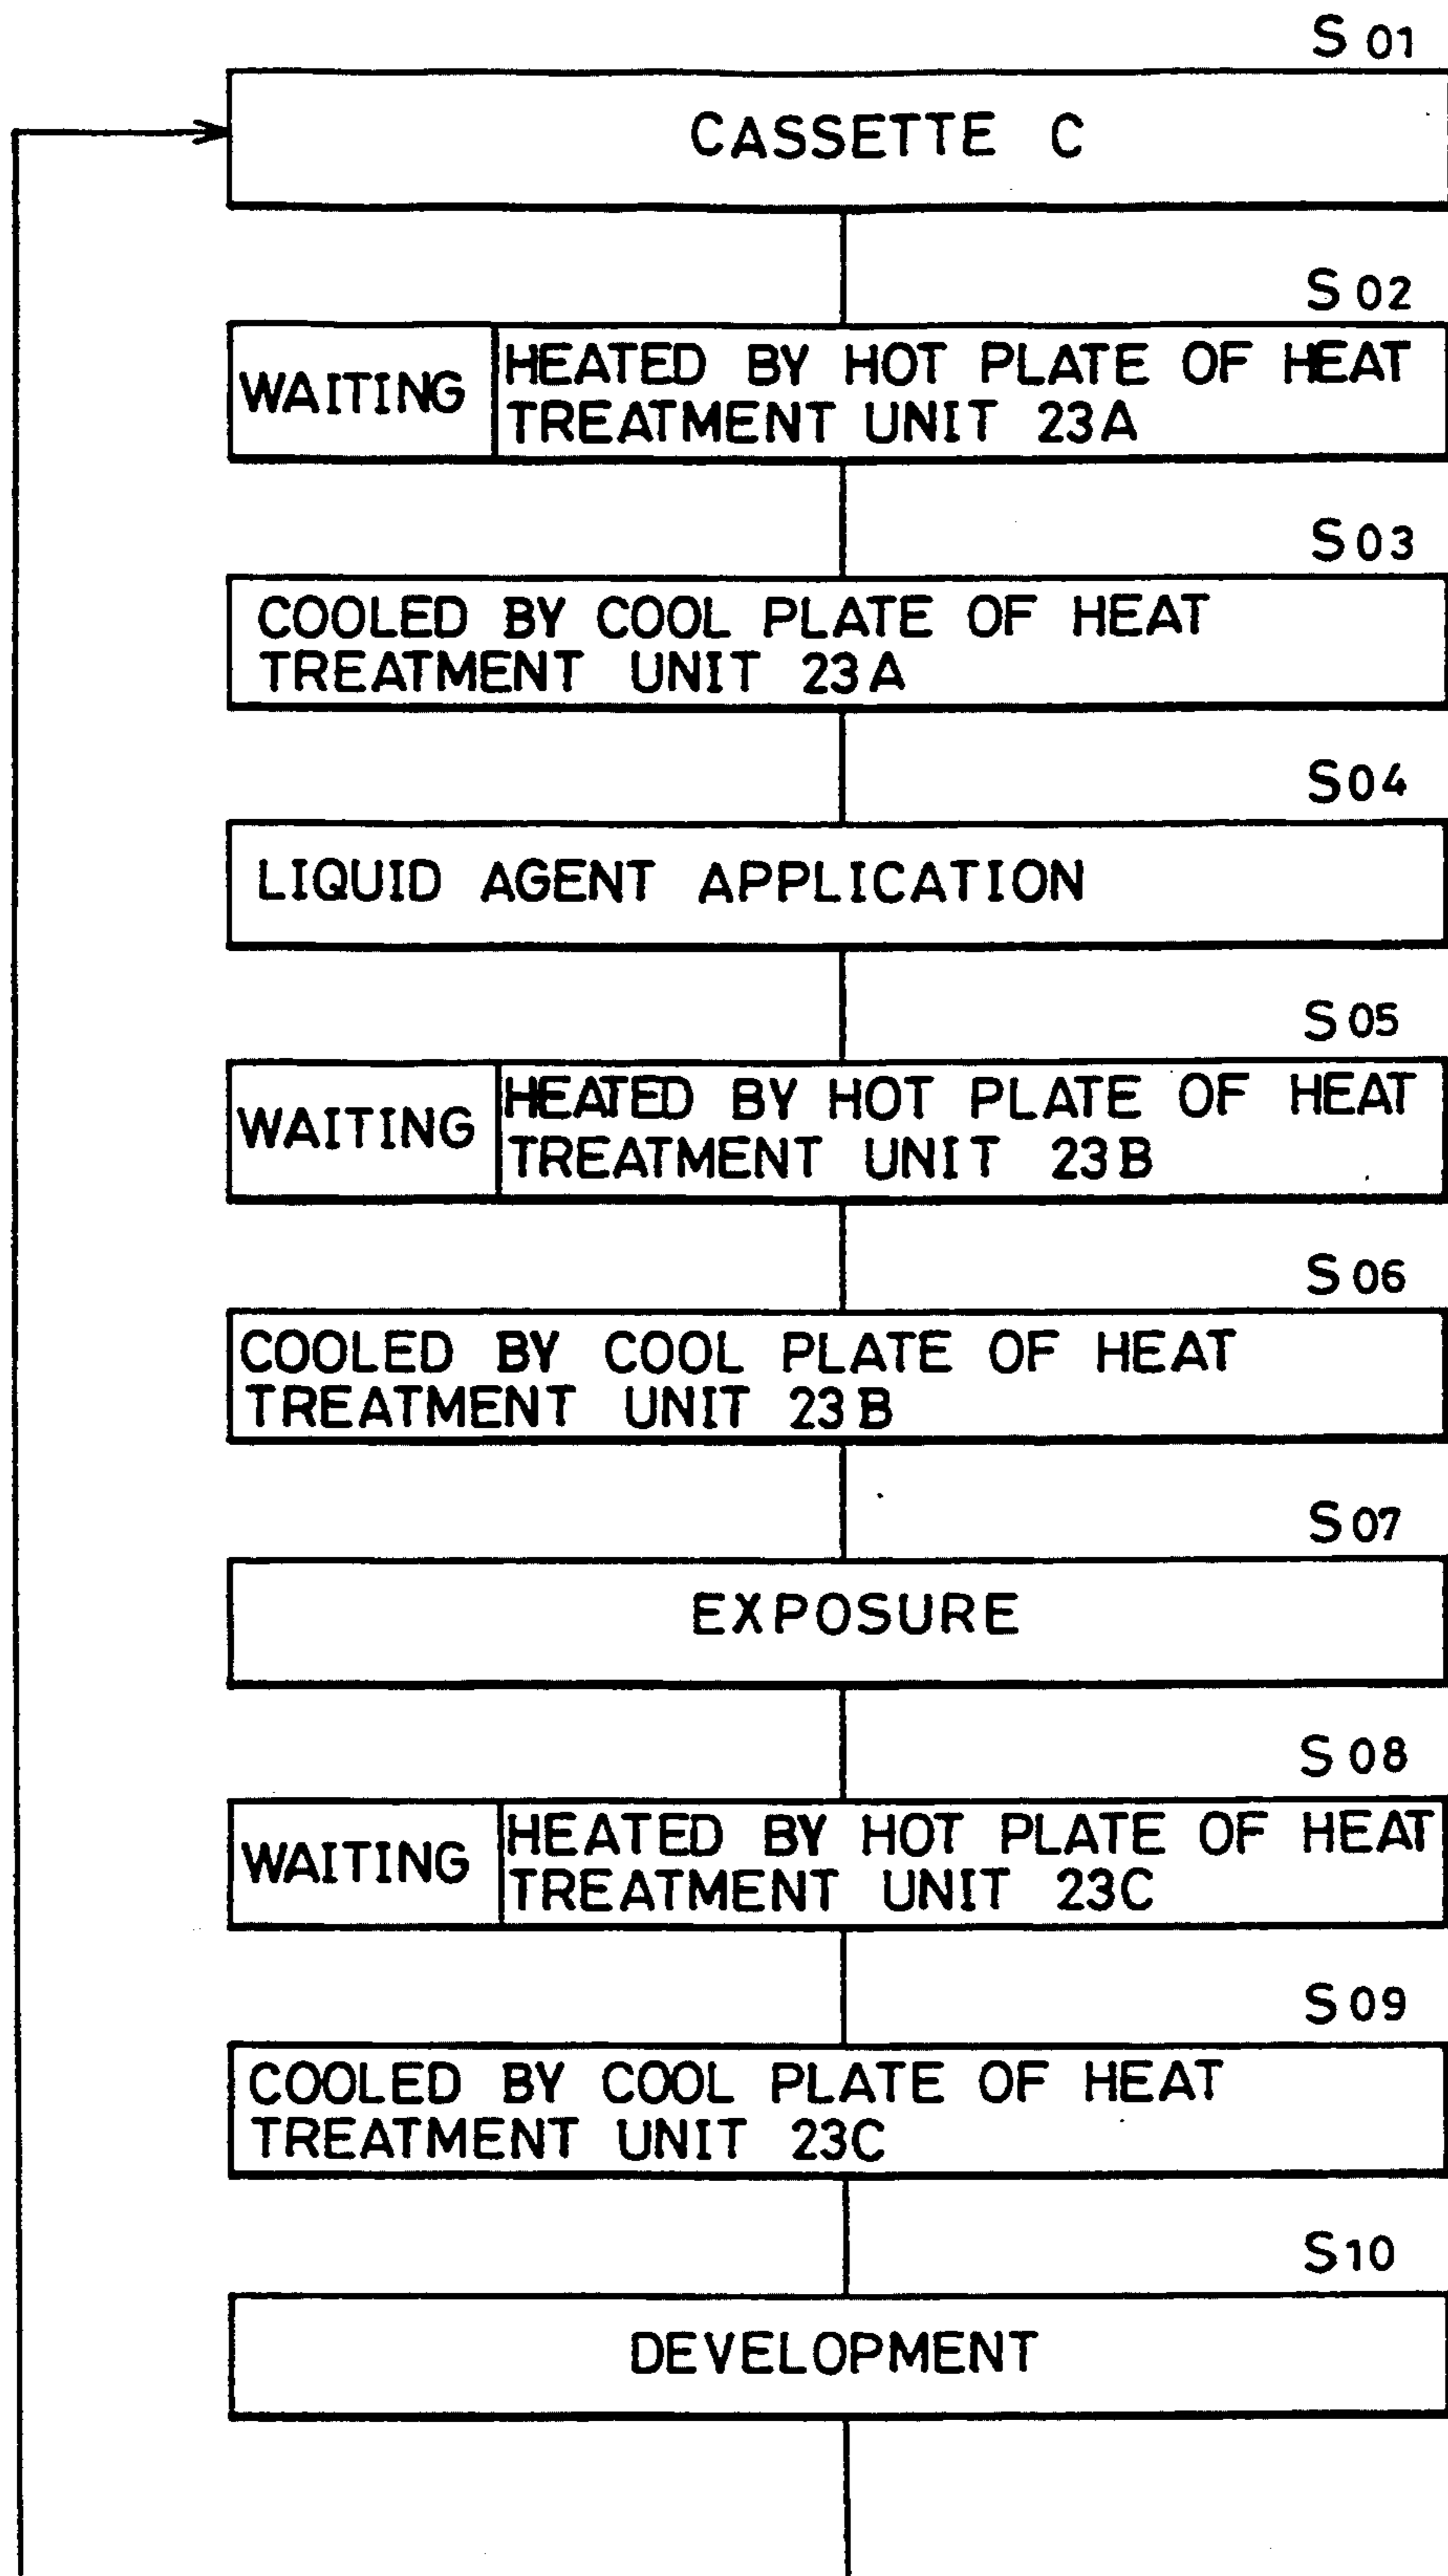 S01
CASSETTE C
S02
WAITING
HEATED BY HOT PLATE OF HEAT
TREATMENT UNIT 23A
S03
COOLED BY COOL PLATE OF HEAT
TREATMENT UNIT 23A
S04
LIQUID AGENT APPLICATION
S05
WAITING
HEATED BY HOT PLATE OF HEAT
TREATMENT UNIT 23B
S06
COOLED BY COOL PLATE OF HEAT
TREATMENT UNIT 23B
S07
EXPOSURE
S08
WAITING
HEATED BY HOT PLATE OF HEAT
TREATMENT UNIT 23C
S09
COOLED BY COOL PLATE OF HEAT
TREATMENT UNIT 23C
S10
DEVELOPMENT